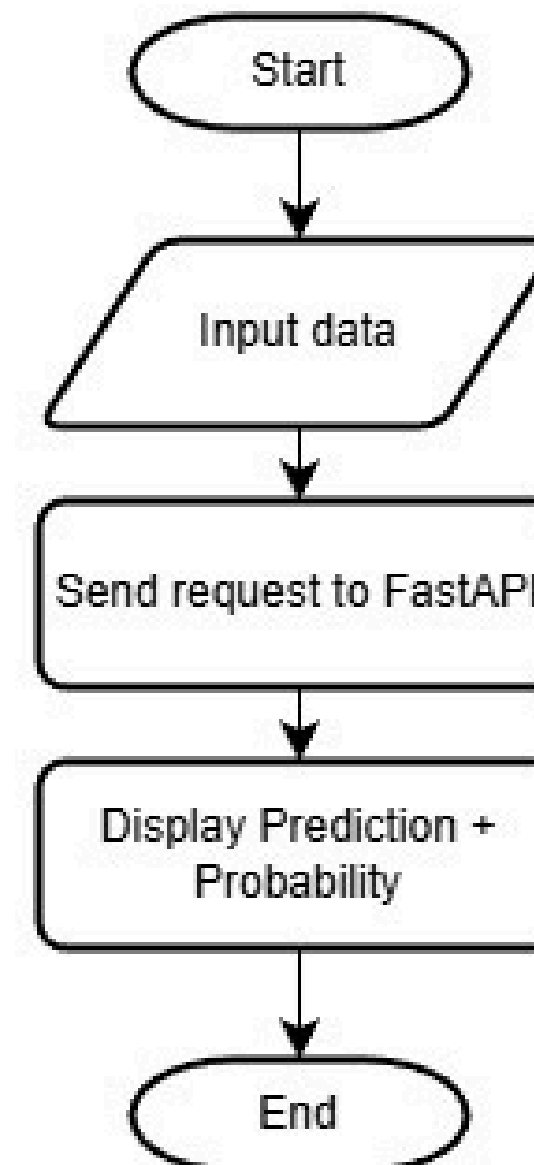 Start
Input data
Send request to FastAPI
Display Prediction +
Probability
End